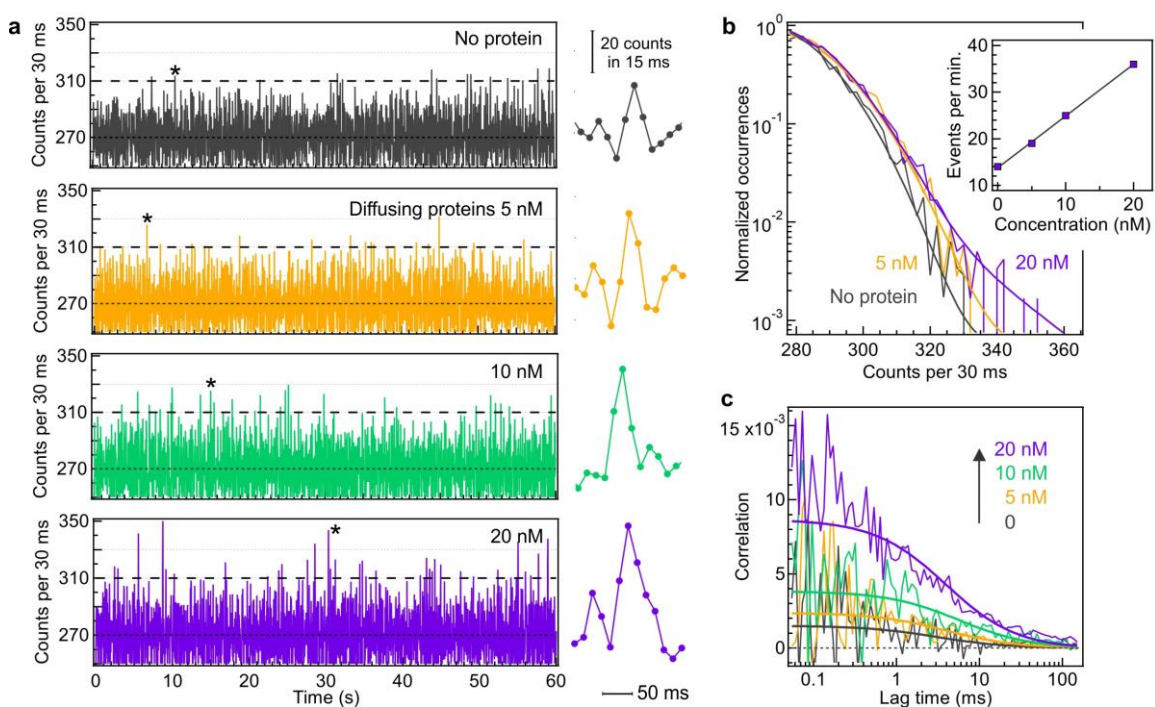 a
350
310
270
Counts per 30 ms
No protein
*
20 counts
in 15 ms
350
310
270
Counts per 30 ms
Diffusing proteins 5 nM
*
350
310
270
Counts per 30 ms
10 nM
*
350
310
270
Counts per 30 ms
20 nM
*
0 10 20 30 40 50 60
Time (s)
50 ms
b
10⁰
10⁻¹
10⁻²
10⁻³
Normalized occurrences
5 nM
20 nM
No protein
280 300 320 340 360
Counts per 30 ms
40
30
20
10
Events per min.
0 10 20
Concentration (nM)
c
15 x10⁻³
10
5
0
Correlation
20 nM
10 nM
5 nM
0
0.1 1 10 100
Lag time (ms)